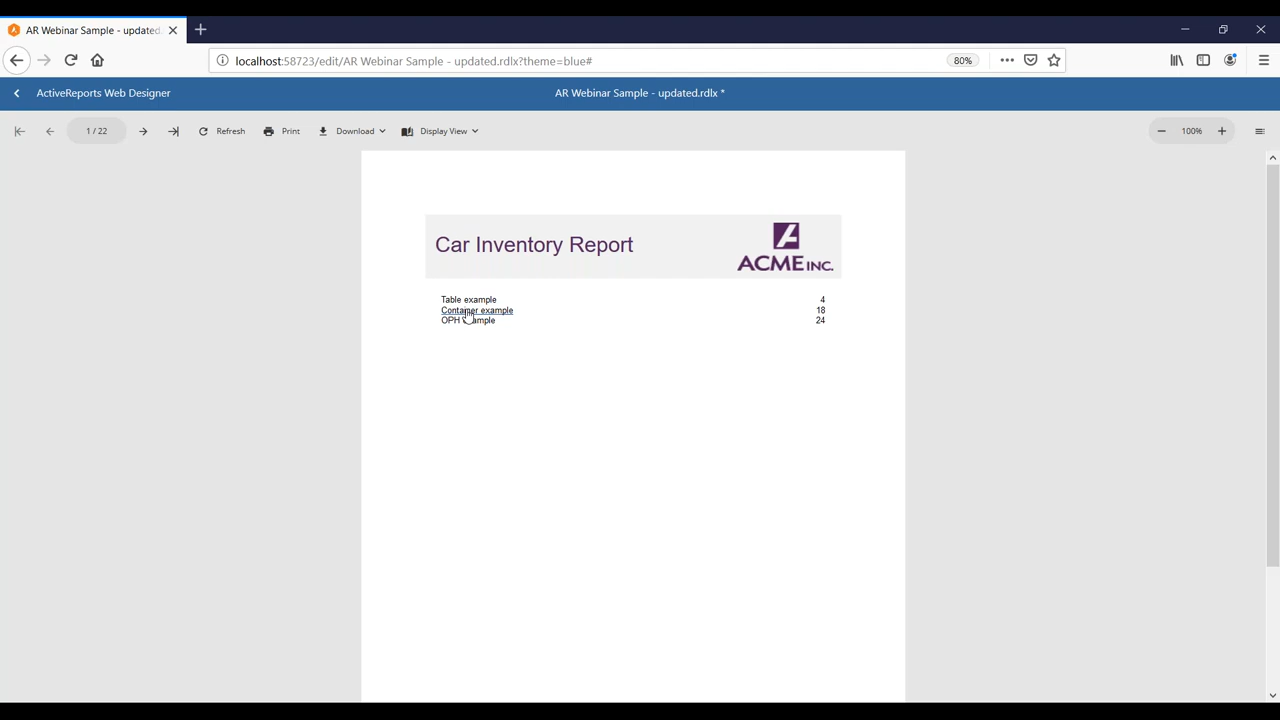 AR Webinar Sample - updated.
localhost:58723/edit/AR Webinar Sample - updated.rdlx?theme=blue#
80%
ActiveReports Web Designer
AR Webinar Sample - updated.rdlx *
1 / 22
Refresh
Print
Download
Display View
100%
Car Inventory Report
ACME INC.
Table example 4
Container example 18
OPH example 24